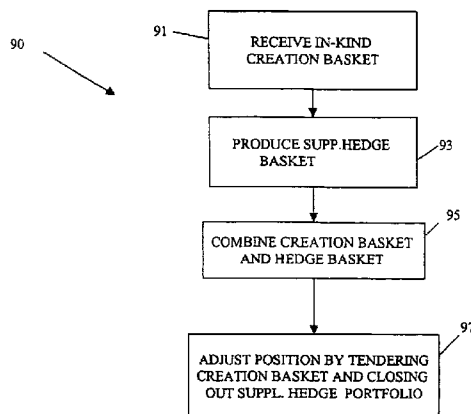 91
RECEIVE IN-KIND
CREATION BASKET
90
PRODUCE SUPP.HEDGE
BASKET
93
95
COMBINE CREATION BASKET
AND HEDGE BASKET
97
ADJUST POSITION BY TENDERING
CREATION BASKET AND CLOSING
OUT SUPPL. HEDGE PORTFOLIO